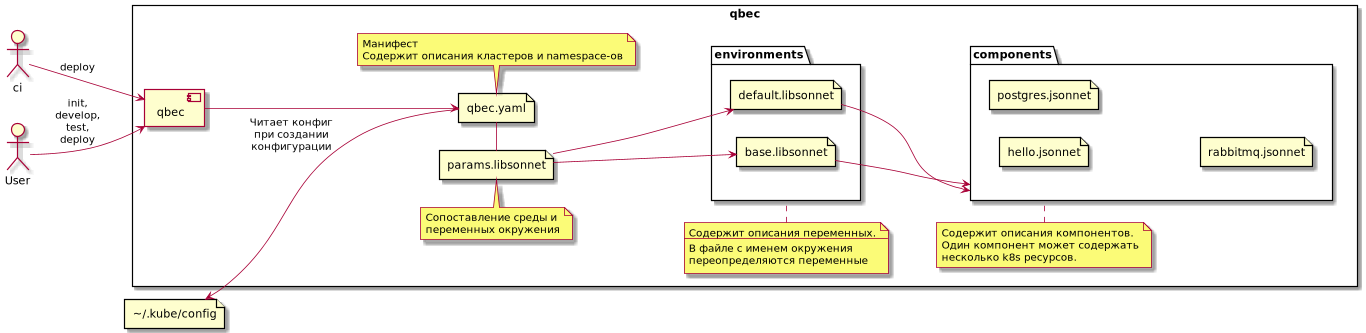 qbec
ci
User
deploy
init,
develop,
test,
deploy
qbec
Манифест
Содержит описания кластеров и namespace-ов
qbec.yaml
Читает конфиг
при создании
конфигурации
params.libsonnet
Сопоставление среды и
переменных окружения
~/.kube/config
environments
default.libsonnet
base.libsonnet
Содержит описания переменных.
В файле с именем окружения
переопределяются переменные
components
postgres.jsonnet
hello.jsonnet
rabbitmq.jsonnet
Содержит описания компонентов.
Один компонент может содержать
несколько k8s ресурсов.